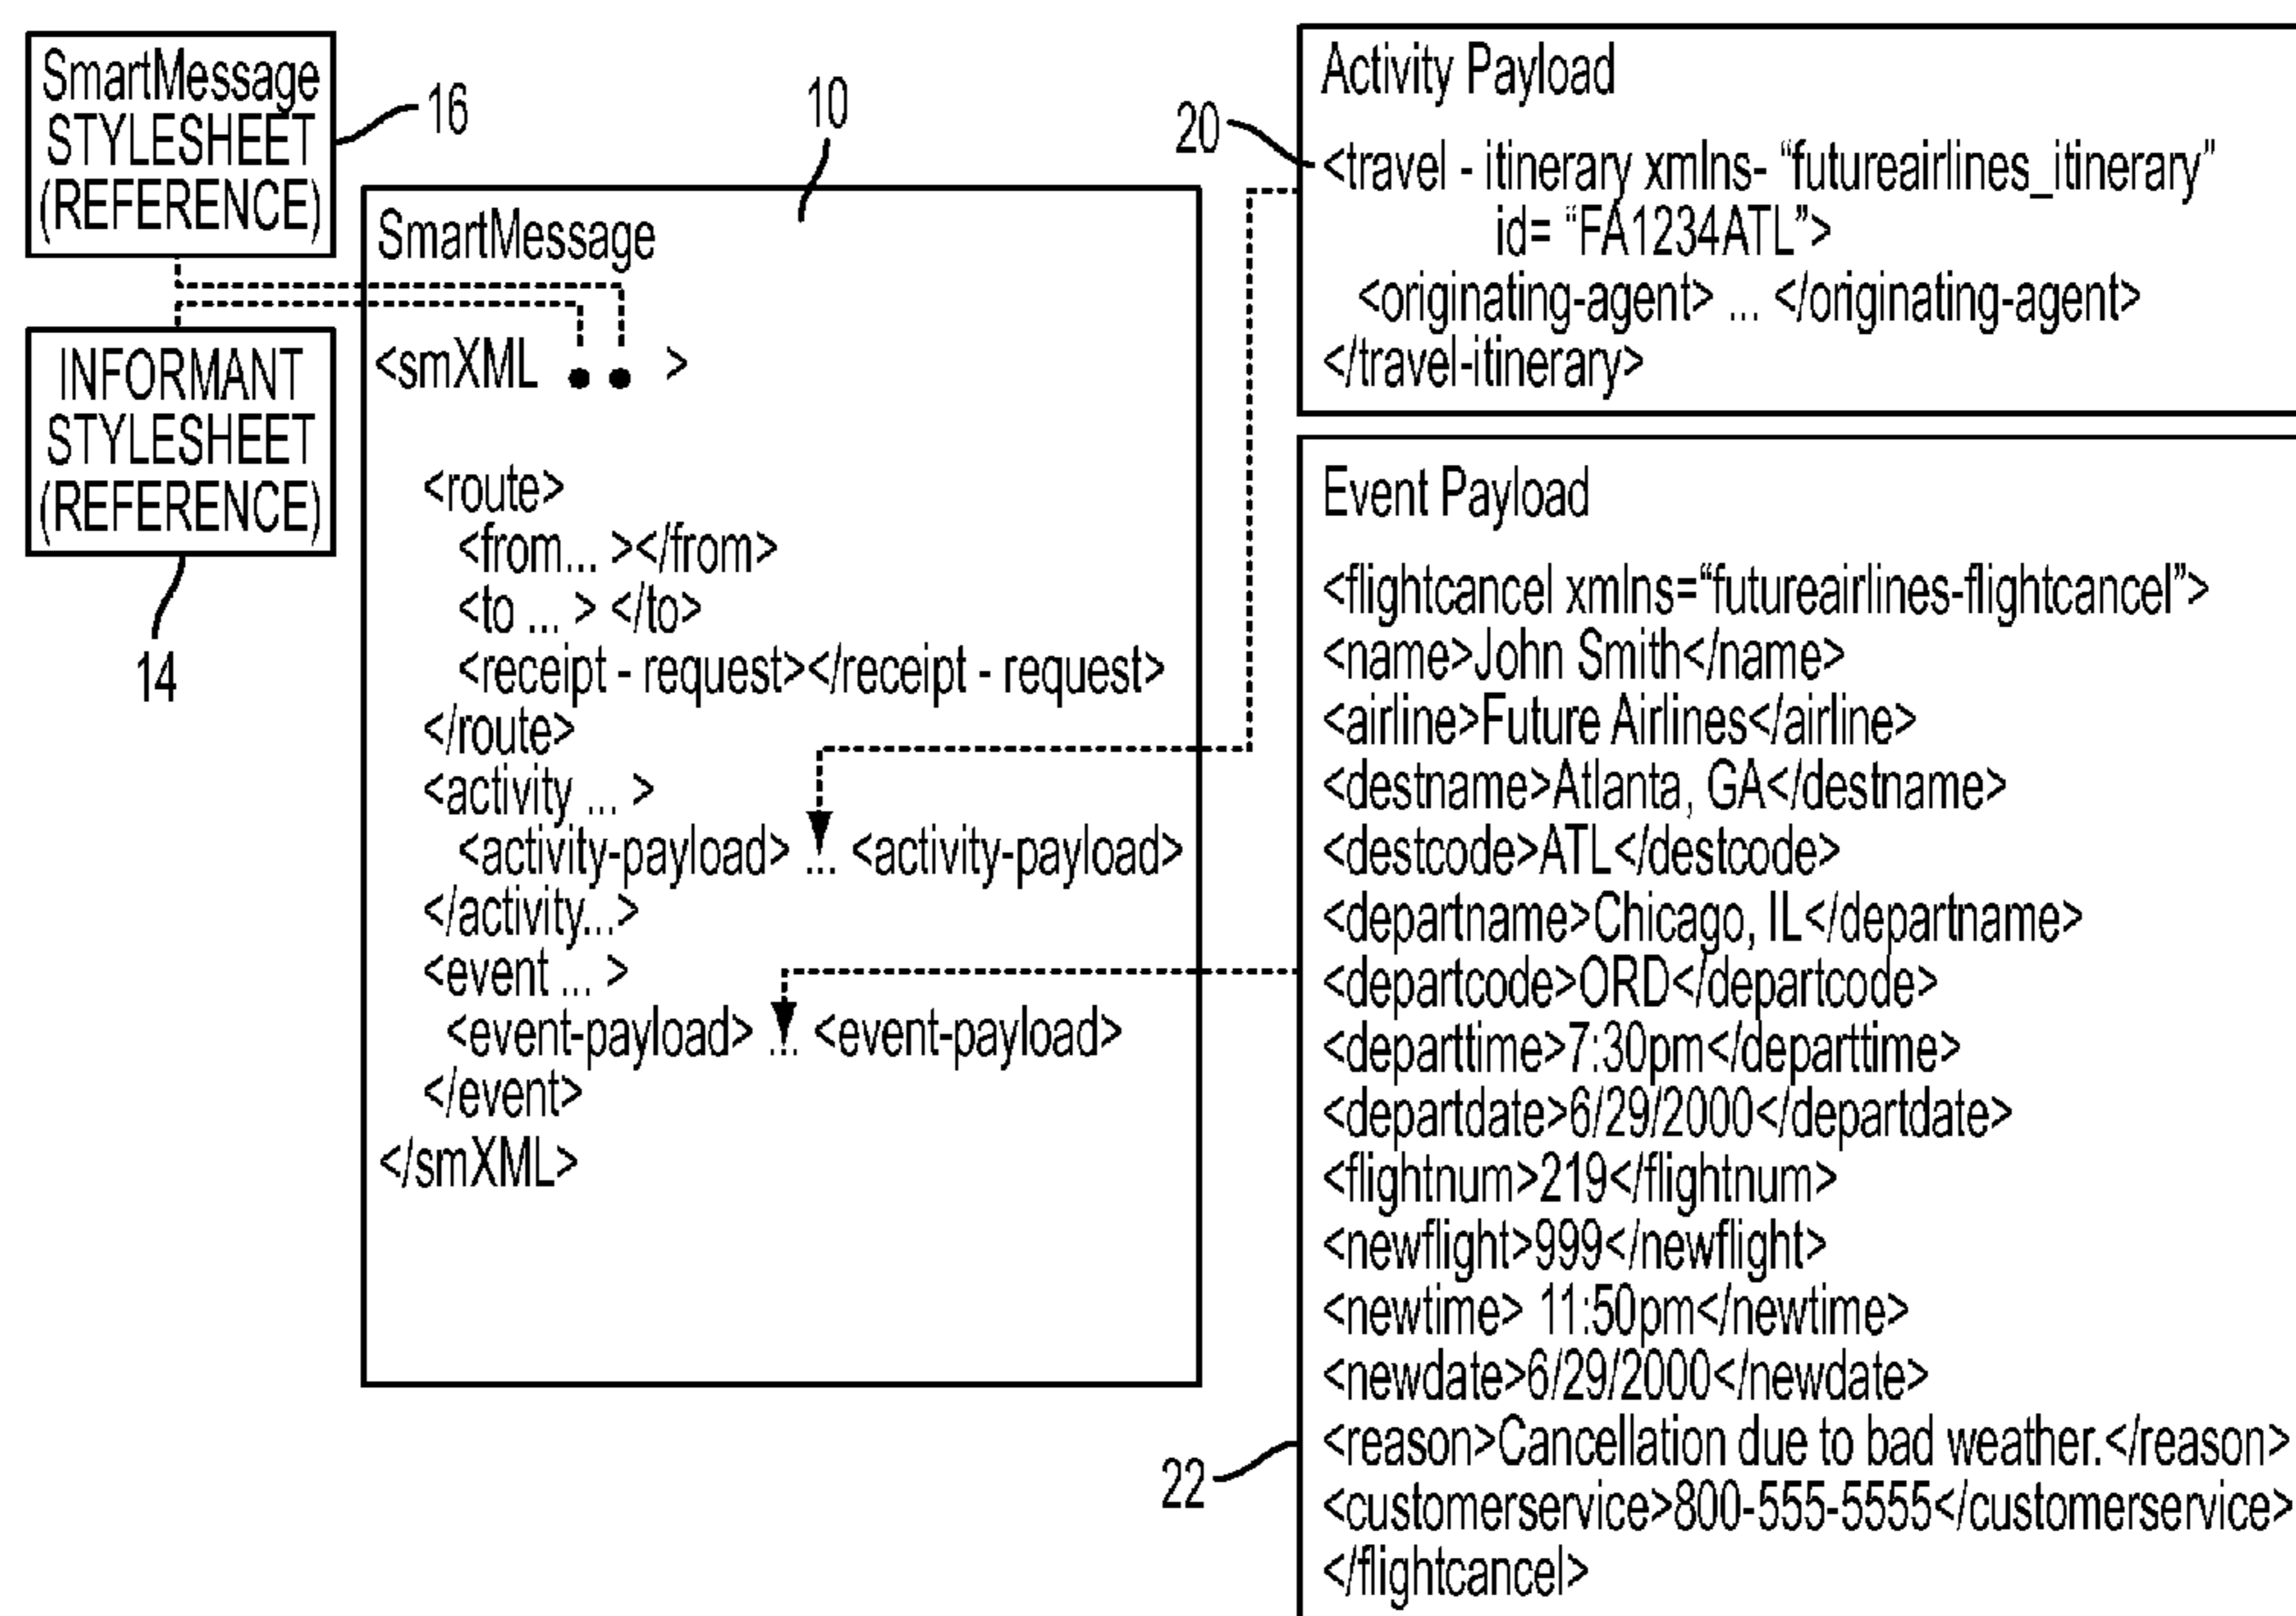 SmartMessage
STYLESHEET
(REFERENCE)
16
INFORMANT
STYLESHEET
(REFERENCE)
14
10
SmartMessage
<smXML •• >
<route>
<from... ></from>
<to ... > </to>
<receipt - request></receipt - request>
</route>
<activity ... >
<activity-payload> ... <activity-payload>
</activity...>
<event ... >
<event-payload> ... <event-payload>
</event>
</smXML>
20
Activity Payload
<travel - itinerary xmlns- “futureairlines_itinerary”
id= “FA1234ATL”>
<originating-agent> ... </originating-agent>
</travel-itinerary>
Event Payload
<flightcancel xmlns=“futureairlines-flightcancel”>
<name>John Smith</name>
<airline>Future Airlines</airline>
<destname>Atlanta, GA</destname>
<destcode>ATL</destcode>
<departname>Chicago, IL</departname>
<departcode>ORD</departcode>
<departtime>7:30pm</departtime>
<departdate>6/29/2000</departdate>
<flightnum>219</flightnum>
<newflight>999</newflight>
<newtime> 11:50pm</newtime>
<newdate>6/29/2000</newdate>
<reason>Cancellation due to bad weather.</reason>
22
<customerservice>800-555-5555</customerservice>
</flightcancel>